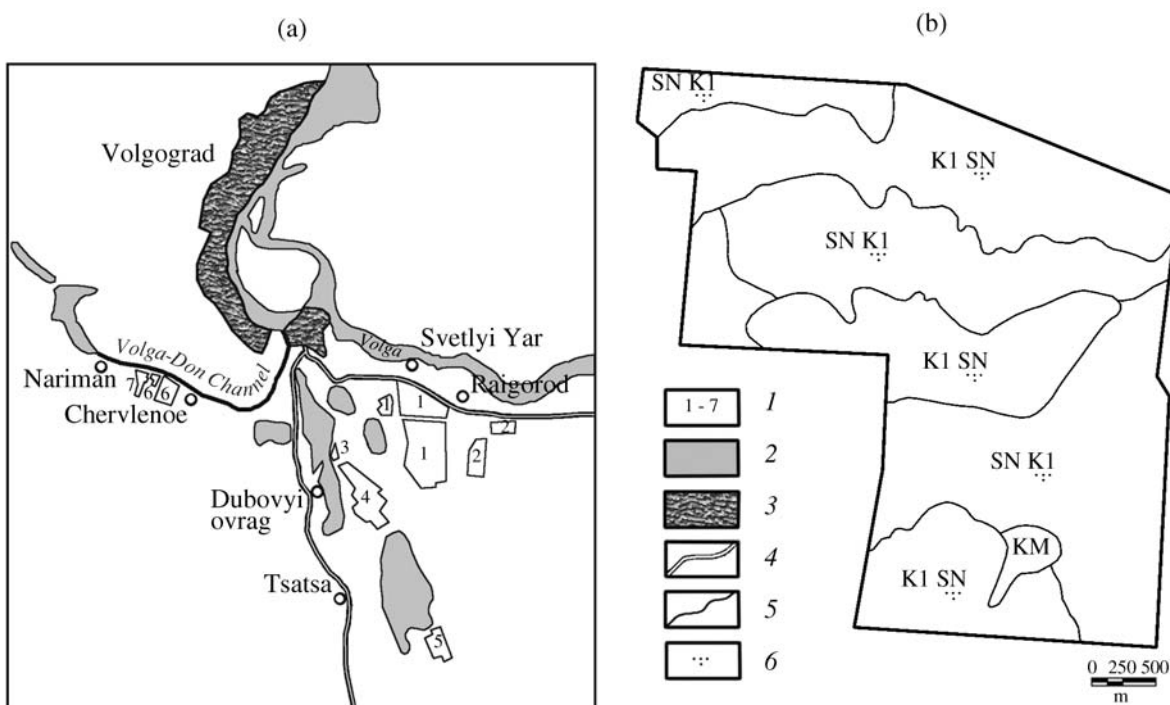 (a)
Volgograd
Volga-Don Channel
Nariman
Chervlenoe
7
6
6
Volga
Svetlyi Yar
Raigorod
1
1
1
2
2
3
4
Dubovyi
ovrag
Tsatsa
5
(b)
SN K1
K1 SN
SN K1
K1 SN
SN K1
KM
K1 SN
1 - 7 1
2
3
4
5
6
0 250 500
m